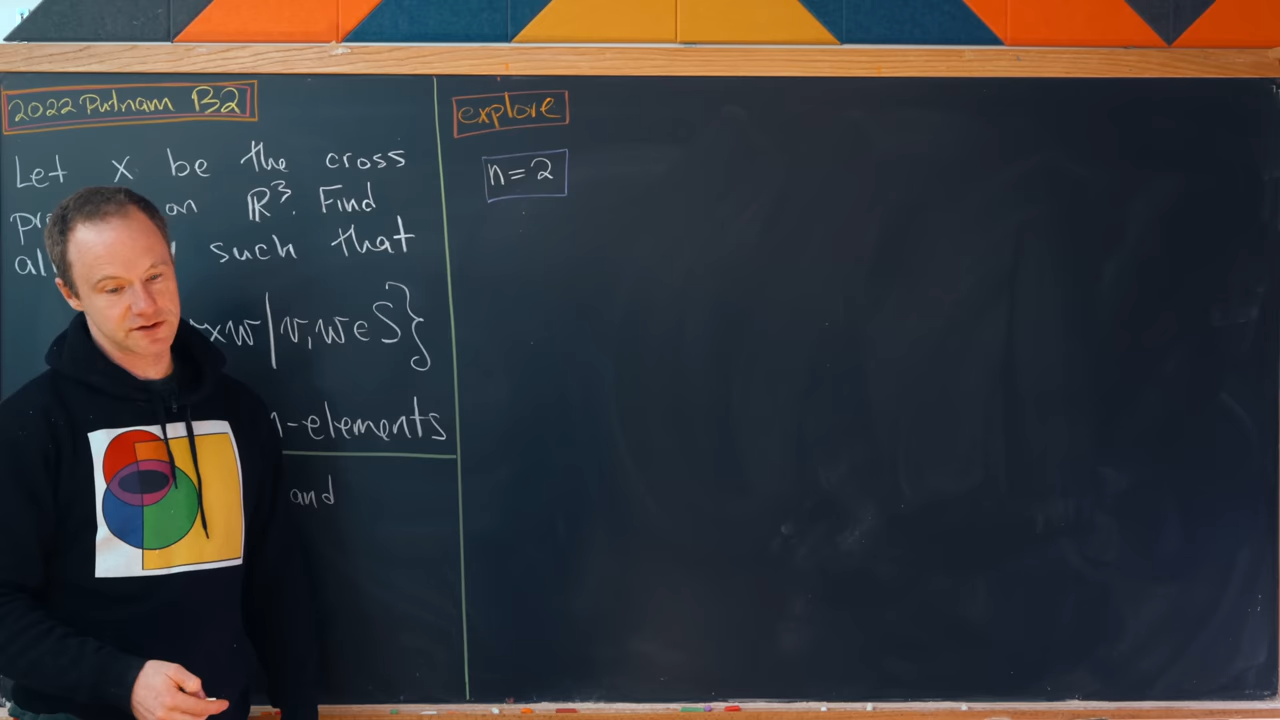 2022 Putnam B2
Let x be the cross
on ℝ³. Find
such that
xw | v,w ∈ S}
n-elements
and
explore
n=2